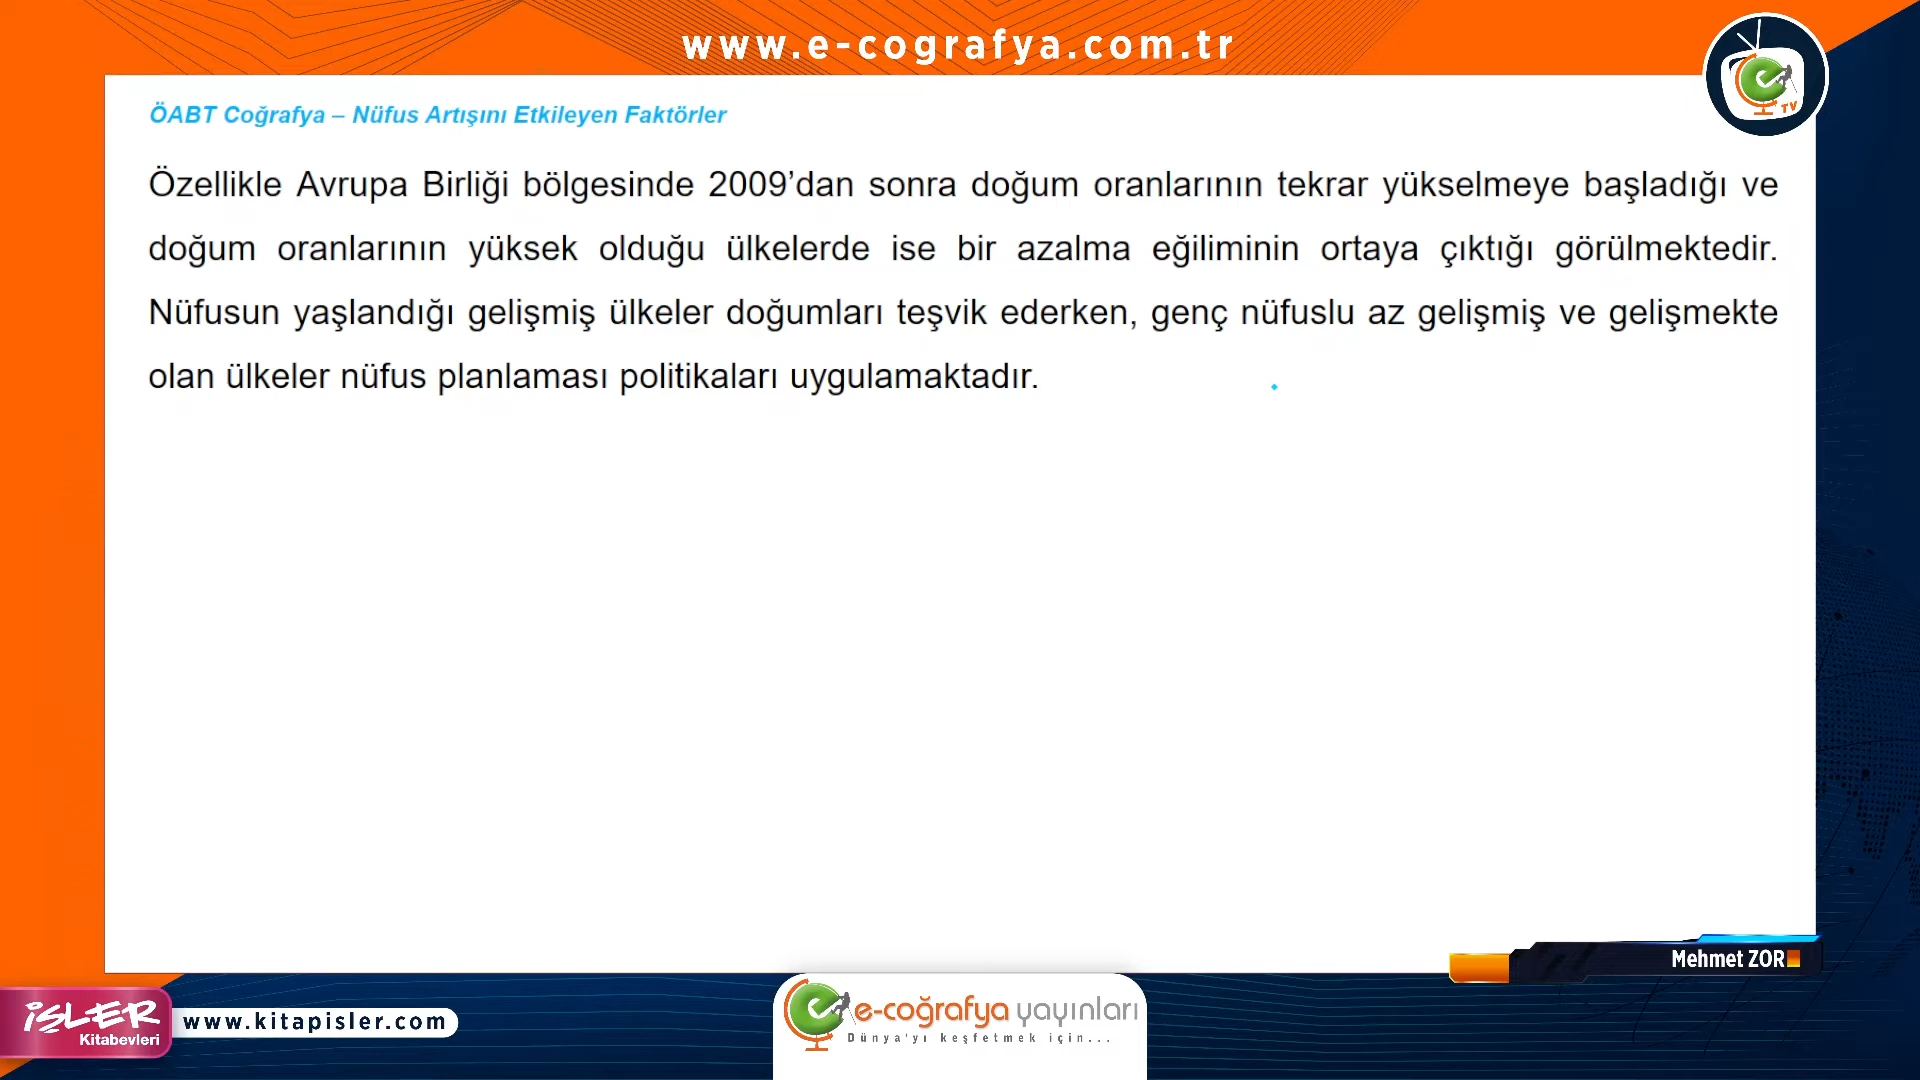 www.e-cografya.com.tr
TV
ÖABT Coğrafya – Nüfus Artışını Etkileyen Faktörler
Özellikle Avrupa Birliği bölgesinde 2009’dan sonra doğum oranlarının tekrar yükselmeye başladığı ve
doğum oranlarının yüksek olduğu ülkelerde ise bir azalma eğiliminin ortaya çıktığı görülmektedir.
Nüfusun yaşlandığı gelişmiş ülkeler doğumları teşvik ederken, genç nüfuslu az gelişmiş ve gelişmekte
olan ülkeler nüfus planlaması politikaları uygulamaktadır.
Mehmet ZOR
İŞLER
Kitabevleri
www.kitapisler.com
e-coğrafya yayınları
Dünya'yı keşfetmek için...